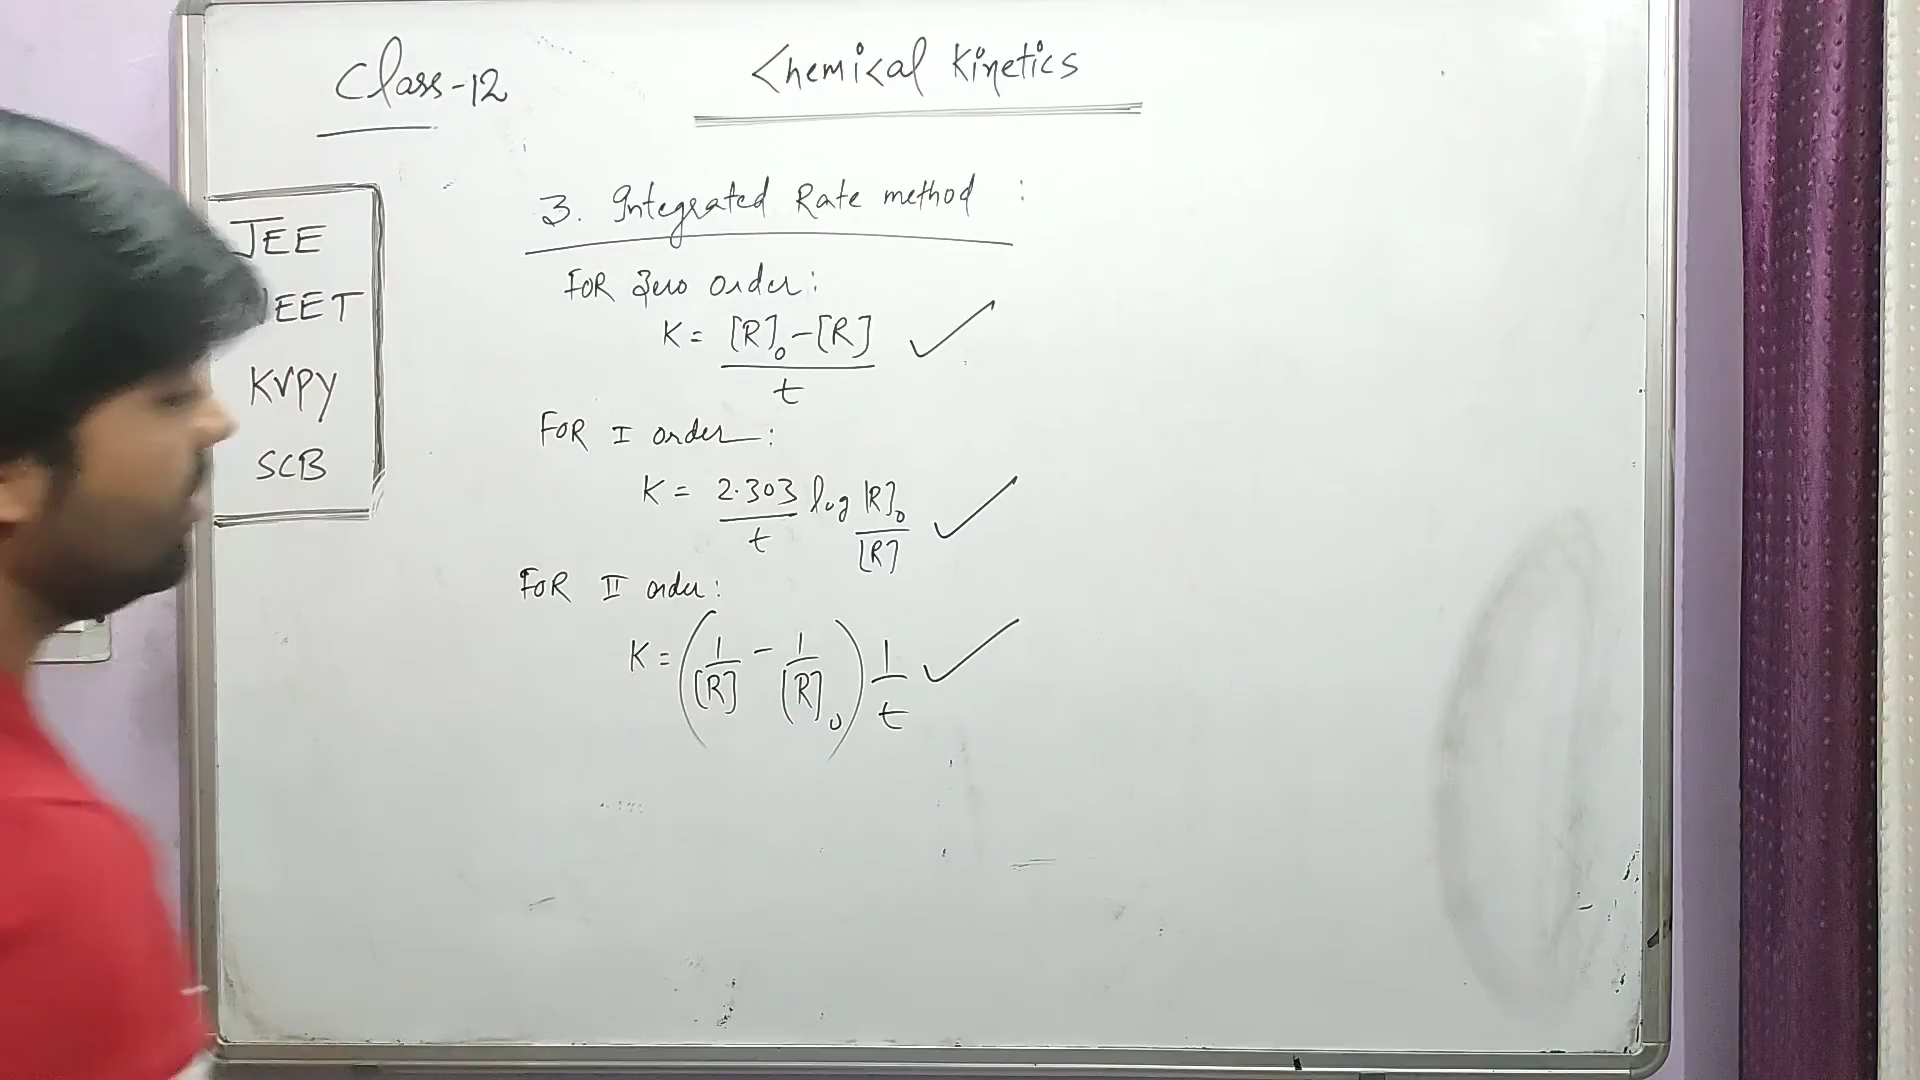 Class-12
Chemical Kinetics
JEE
NEET
KVPY
SCB
3. Integrated Rate method :
FOR Zero order:
K = [R]₀ - [R] / t
FOR I order:
K = 2.303 / t log [R]₀ / [R]
FOR II order:
K = (1 / [R] - 1 / [R]₀) 1 / t